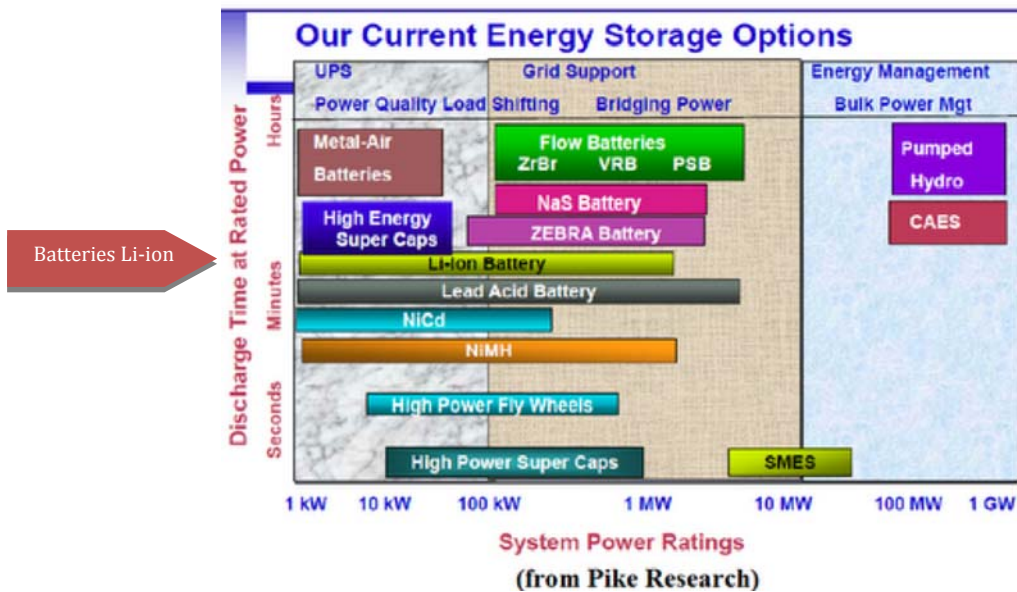 Our Current Energy Storage Options
UPS
Grid Support
Energy Management
Power Quality Load Shifting
Bridging Power
Bulk Power Mgt
Discharge Time at Rated Power
Hours
Minutes
Seconds
Metal-Air
Batteries
Flow Batteries
ZrBr VRB PSB
Pumped
Hydro
NaS Battery
High Energy
Super Caps
ZEBRA Battery
CAES
Batteries Li-ion
Li-ion Battery
Lead Acid Battery
NiCd
NiMH
High Power Fly Wheels
High Power Super Caps
SMES
1 kW 10 kW 100 kW 1 MW 10 MW 100 MW 1 GW
System Power Ratings
(from Pike Research)